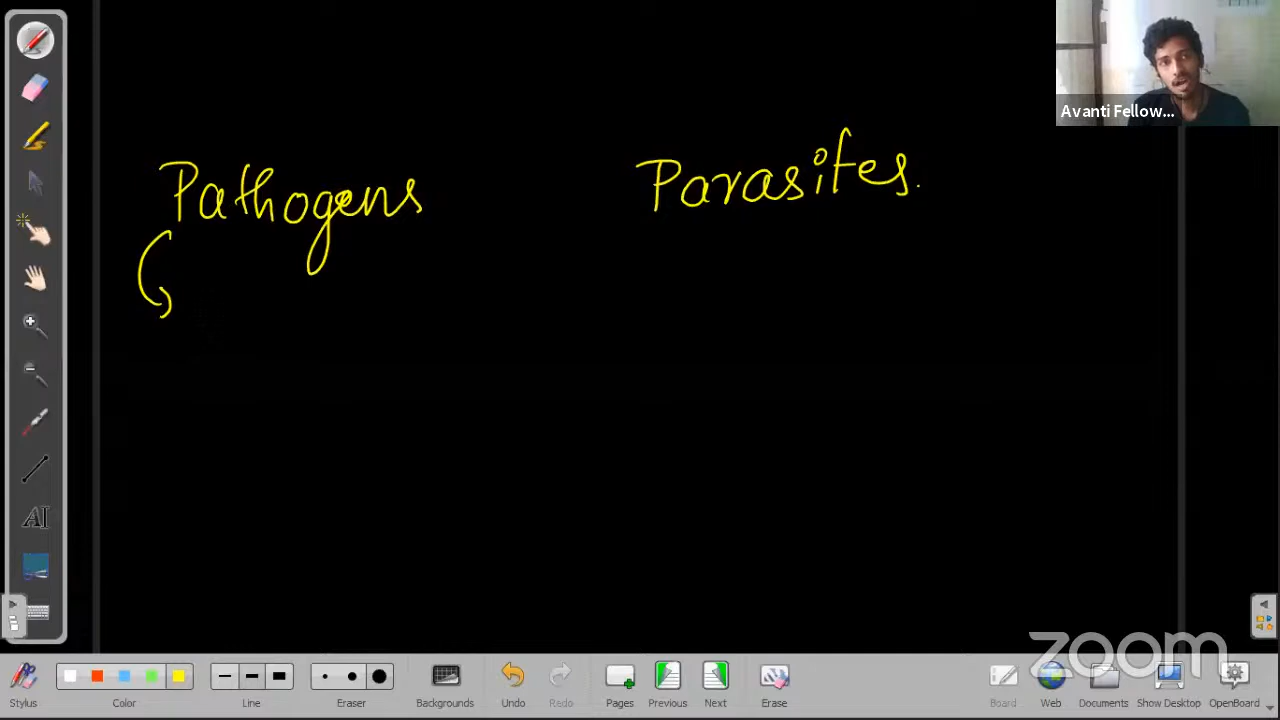 Avanti Fellow...
Pathogens
Parasites.
AI
zoom
Stylus
Color
Line
Eraser
Backgrounds
Undo
Redo
Pages
Previous
Next
Erase
Board
Web
Documents
Show Desktop
OpenBoard